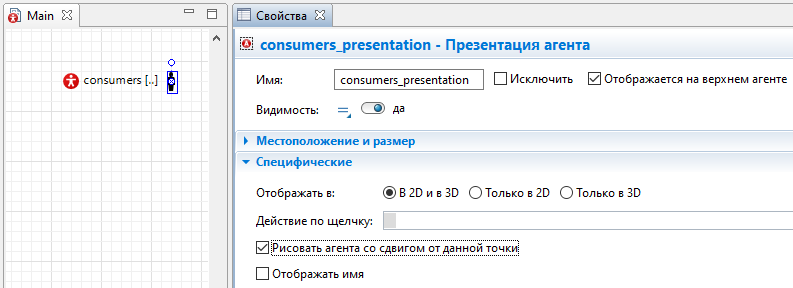 Main
Свойства
consumers [..]
consumers_presentation - Презентация агента
Имя: consumers_presentation Исключить Отображается на верхнем агенте
Видимость: да
Местоположение и размер
Специфические
Отображать в: В 2D и в 3D Только в 2D Только в 3D
Действие по щелчку:
Рисовать агента со сдвигом от данной точки
Отображать имя